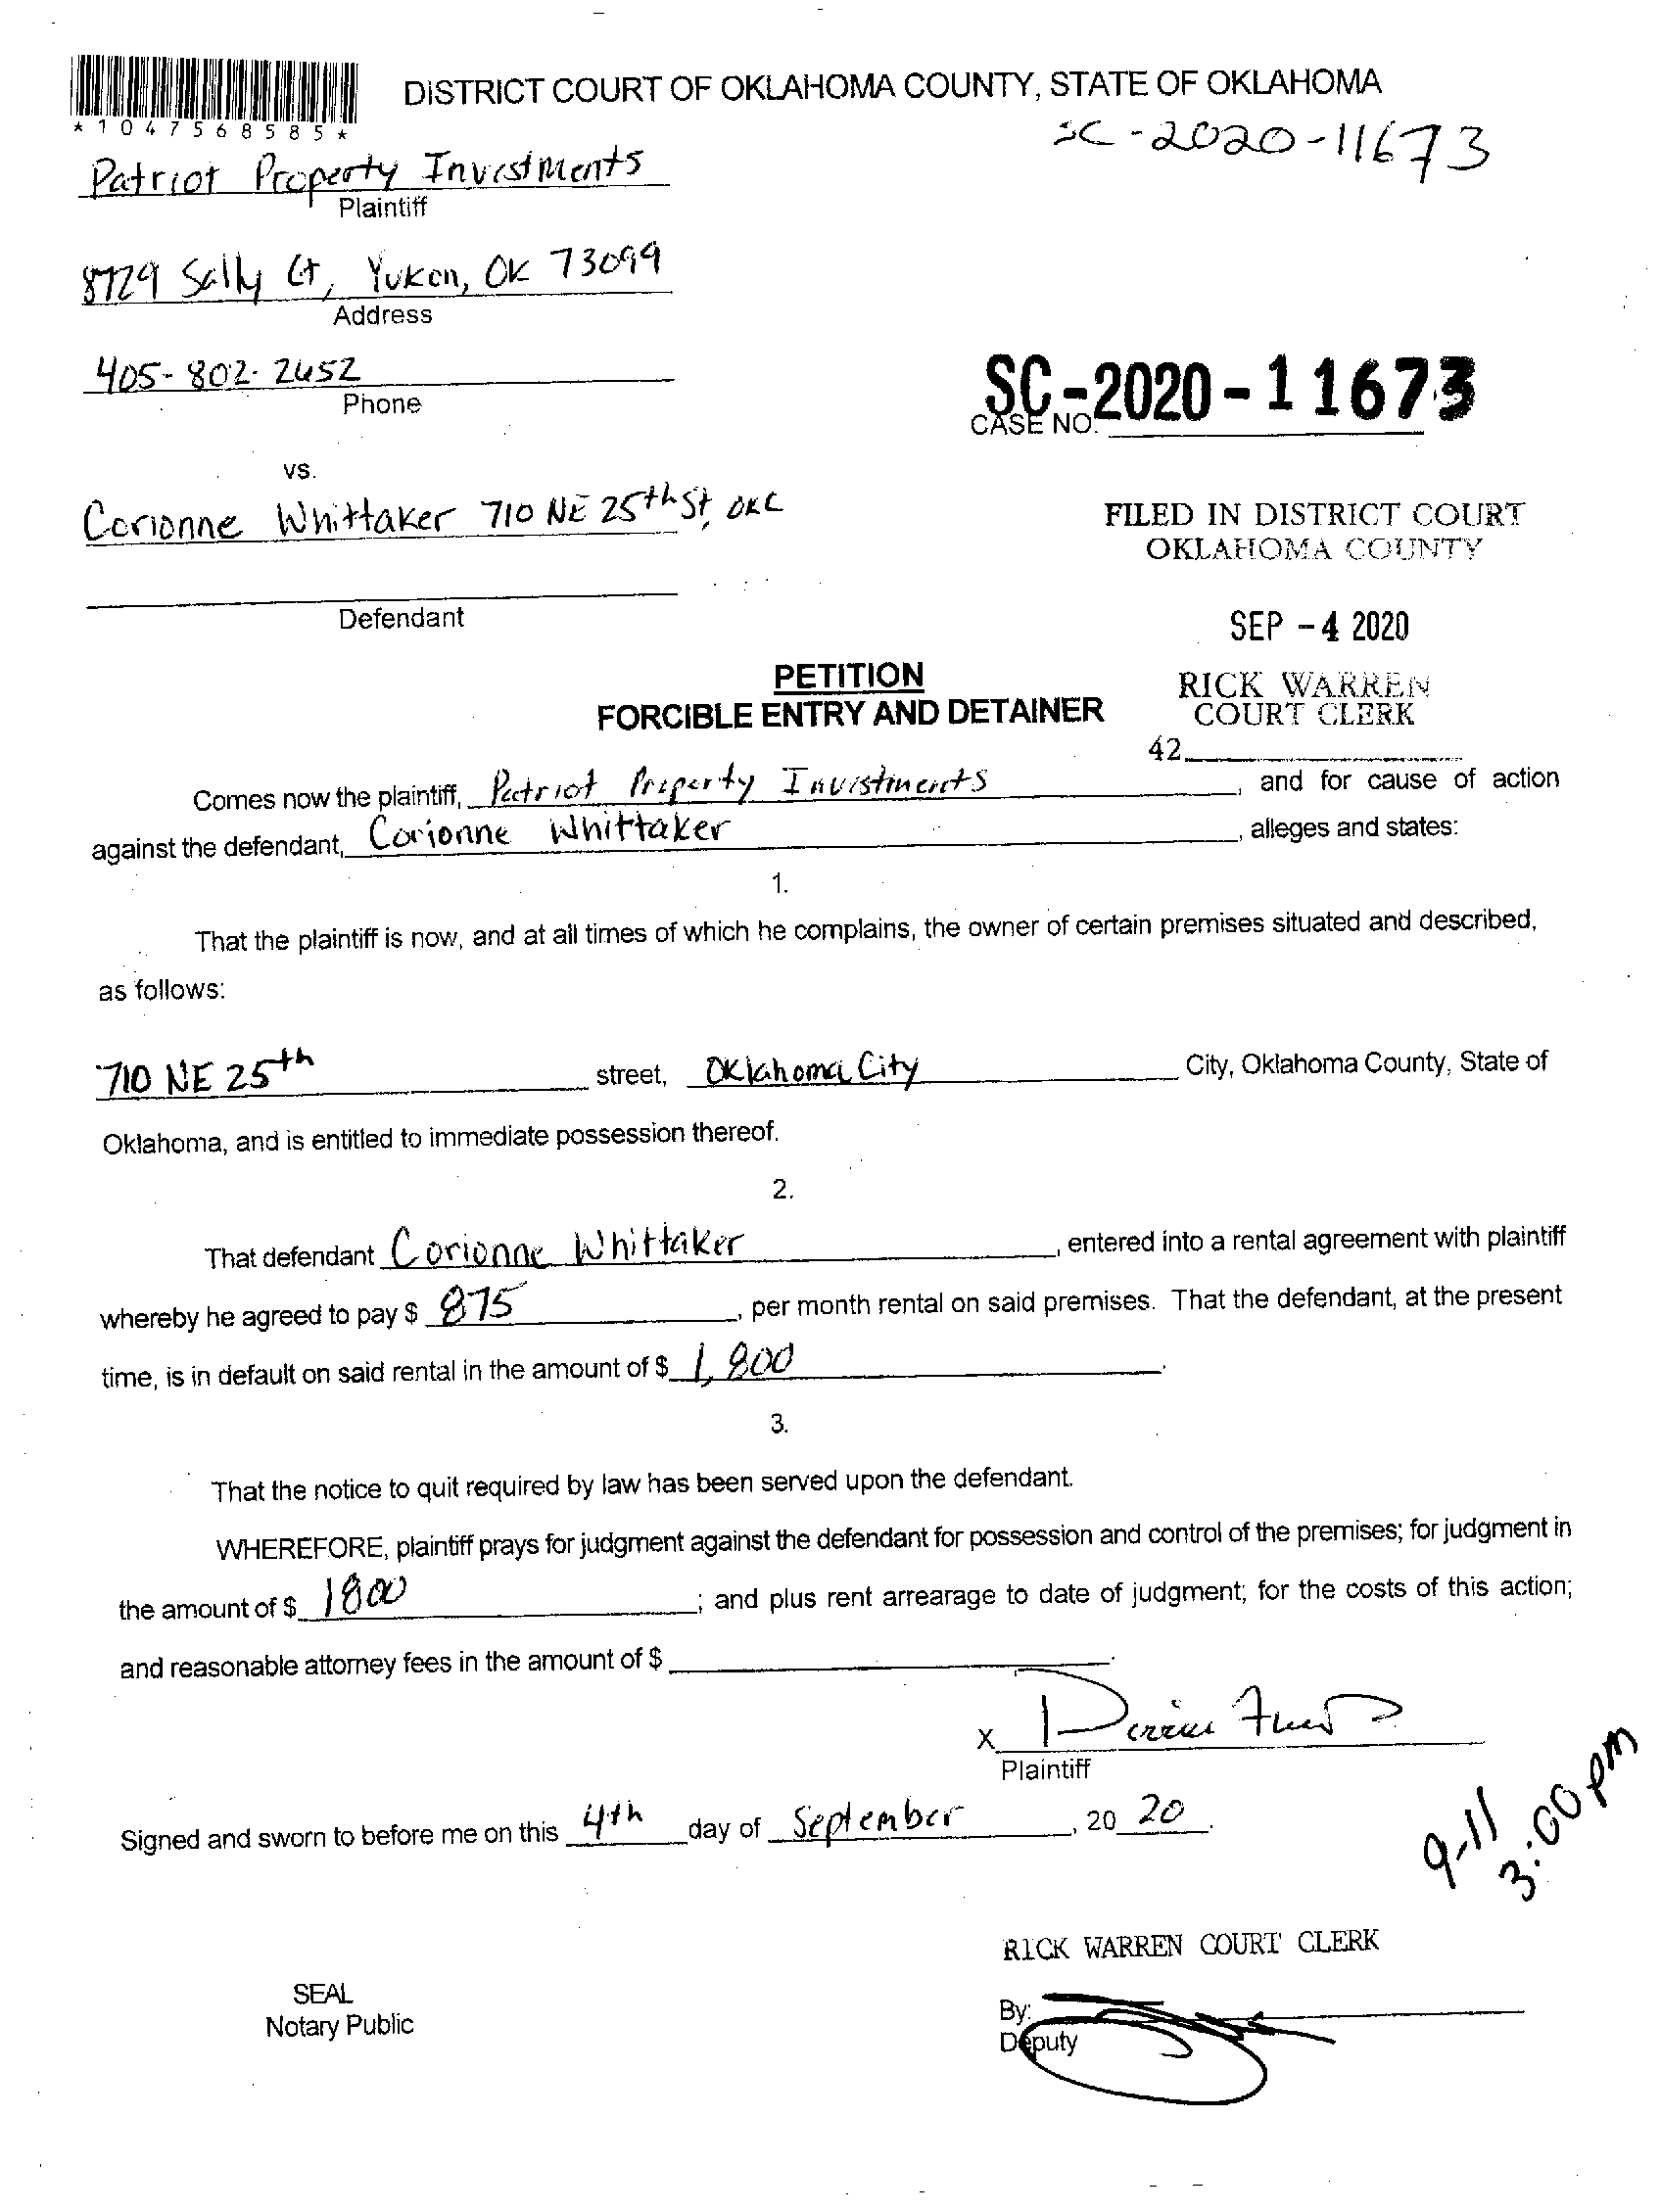 DISTRICT COURT OF OKLAHOMA COUNTY, STATE OF OKLAHOMA
*1047568585*
SC-2020-11673
Patriot Property Investments
Plaintiff
8729 Sally Ct, Yukon, OK 73099
Address
405-802-2652
Phone
SC-2020-11673
CASE NO.
vs.
Corionne Whittaker 710 NE 25th St, OKC
FILED IN DISTRICT COURT
OKLAHOMA COUNTY
Defendant
SEP -4 2020
PETITION
FORCIBLE ENTRY AND DETAINER
RICK WARREN
COURT CLERK
42
Comes now the plaintiff, Patriot Property Investments, and for cause of action
against the defendant, Corionne Whittaker, alleges and states:
1.
That the plaintiff is now, and at all times of which he complains, the owner of certain premises situated and described,
as follows:
710 NE 25th street, Oklahoma City City, Oklahoma County, State of
Oklahoma, and is entitled to immediate possession thereof.
2.
That defendant Corionne Whittaker, entered into a rental agreement with plaintiff
whereby he agreed to pay $ 875, per month rental on said premises. That the defendant, at the present
time, is in default on said rental in the amount of $ 1,800.
3.
That the notice to quit required by law has been served upon the defendant.
WHEREFORE, plaintiff prays for judgment against the defendant for possession and control of the premises; for judgment in
the amount of $ 1800; and plus rent arrearage to date of judgment; for the costs of this action;
and reasonable attorney fees in the amount of $ .
X
Plaintiff
Signed and sworn to before me on this 4th day of September, 20 20.
9-11
3:00 pm
RICK WARREN COURT CLERK
SEAL
Notary Public
By:
Deputy